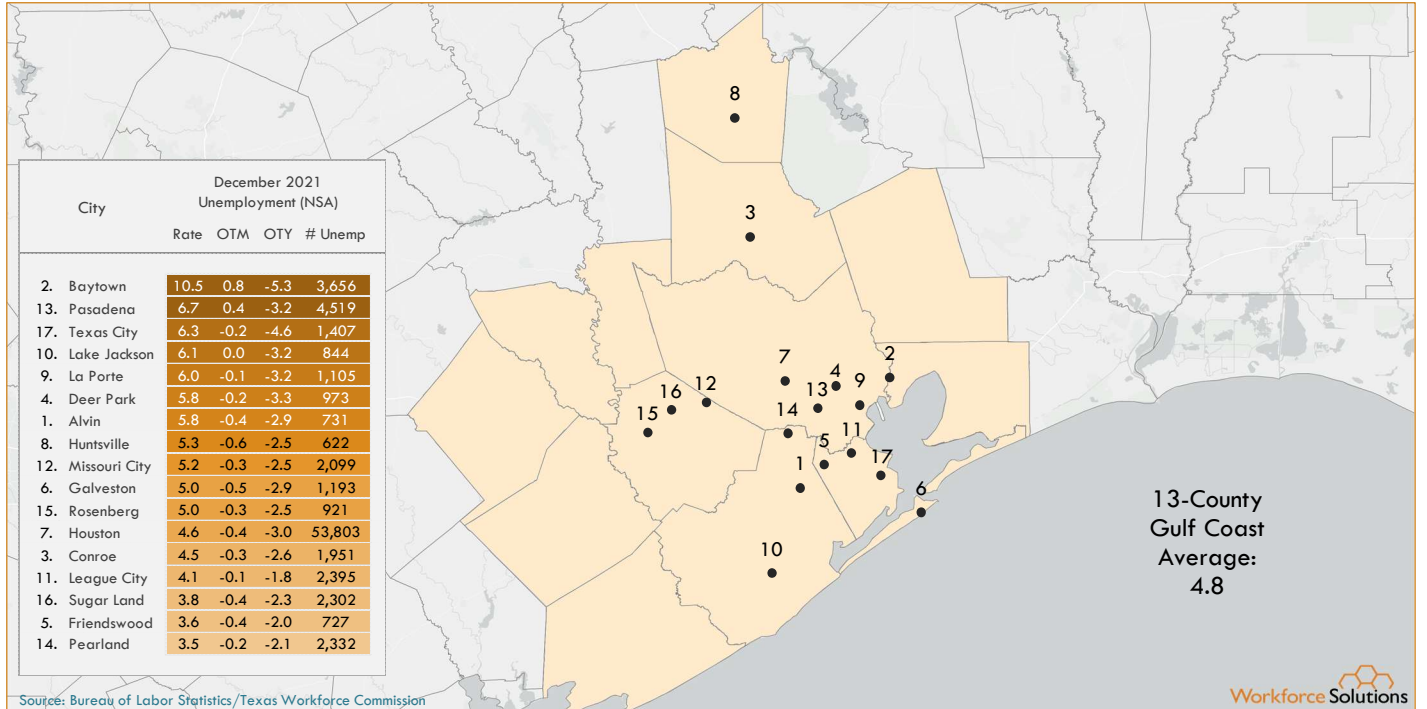 City
December 2021
Unemployment (NSA)
Rate OTM OTY # Unemp
2. Baytown 10.5 0.8 -5.3 3,656
13. Pasadena 6.7 0.4 -3.2 4,519
17. Texas City 6.3 -0.2 -4.6 1,407
10. Lake Jackson 6.1 0.0 -3.2 844
9. La Porte 6.0 -0.1 -3.2 1,105
4. Deer Park 5.8 -0.2 -3.3 973
1. Alvin 5.8 -0.4 -2.9 731
8. Huntsville 5.3 -0.6 -2.5 622
12. Missouri City 5.2 -0.3 -2.5 2,099
6. Galveston 5.0 -0.5 -2.9 1,193
15. Rosenberg 5.0 -0.3 -2.5 921
7. Houston 4.6 -0.4 -3.0 53,803
3. Conroe 4.5 -0.3 -2.6 1,951
11. League City 4.1 -0.1 -1.8 2,395
16. Sugar Land 3.8 -0.4 -2.3 2,302
5. Friendswood 3.6 -0.4 -2.0 727
14. Pearland 3.5 -0.2 -2.1 2,332
8
3
2
7
4
9
16
12
13
15
14
11
5
17
1
6
10
13-County
Gulf Coast
Average:
4.8
Source: Bureau of Labor Statistics/Texas Workforce Commission
Workforce Solutions